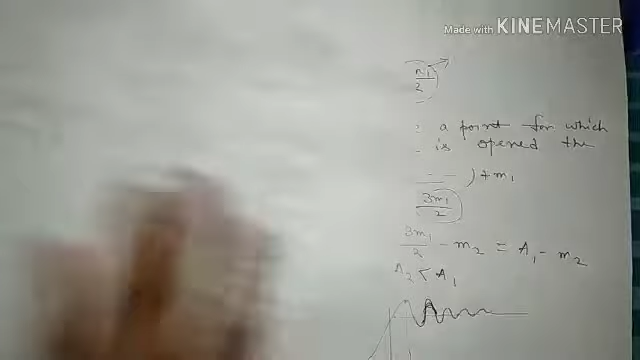 Made with KINEMASTER
m₁/2
a point for which
is opened the
) + m₁
3m₁/2
3m₁/2 - m₂ = A₁ - m₂
A₂ < A₁